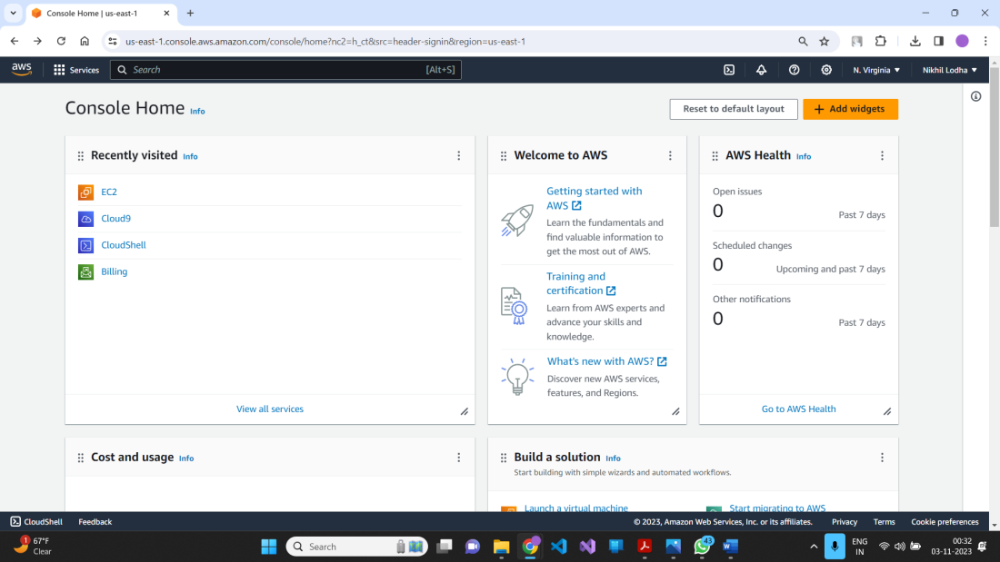 Console Home | us-east-1
us-east-1.console.aws.amazon.com/console/home?nc2=h_ct&src=header-signin&region=us-east-1
aws
Services
Search
[Alt+S]
N. Virginia
Nikhil Lodha
Console Home Info
Reset to default layout
Add widgets
Recently visited Info
EC2
Cloud9
CloudShell
Billing
View all services
Welcome to AWS
Getting started with
AWS
Learn the fundamentals and
find valuable information to
get the most out of AWS.
Training and
certification
Learn from AWS experts and
advance your skills and
knowledge.
What's new with AWS?
Discover new AWS services,
features, and Regions.
AWS Health Info
Open issues
0
Past 7 days
Scheduled changes
0
Upcoming and past 7 days
Other notifications
0
Past 7 days
Go to AWS Health
Cost and usage Info
Build a solution Info
Start building with simple wizards and automated workflows.
Launch a virtual machine
Start migrating to AWS
CloudShell
Feedback
© 2023, Amazon Web Services, Inc. or its affiliates.
Privacy
Terms
Cookie preferences
1
67°F
Clear
Search
43
ENG
IN
00:32
03-11-2023